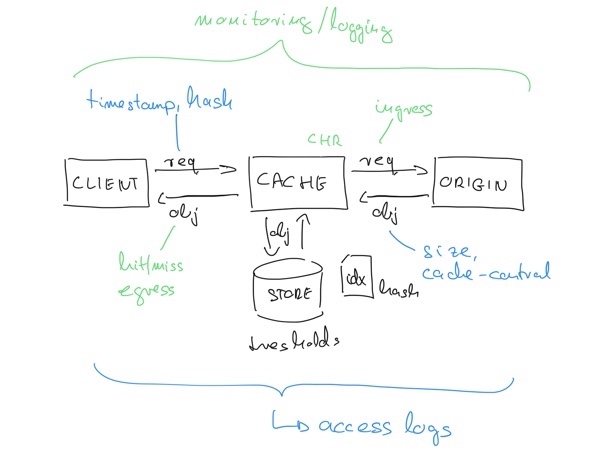 monitoring/logging
timestamp, hash
ingress
CHR
req
req
CLIENT
CACHE
ORIGIN
obj
obj
obj
hit/miss
egress
size,
cache-control
STORE
idx
hash
tresholds
access logs